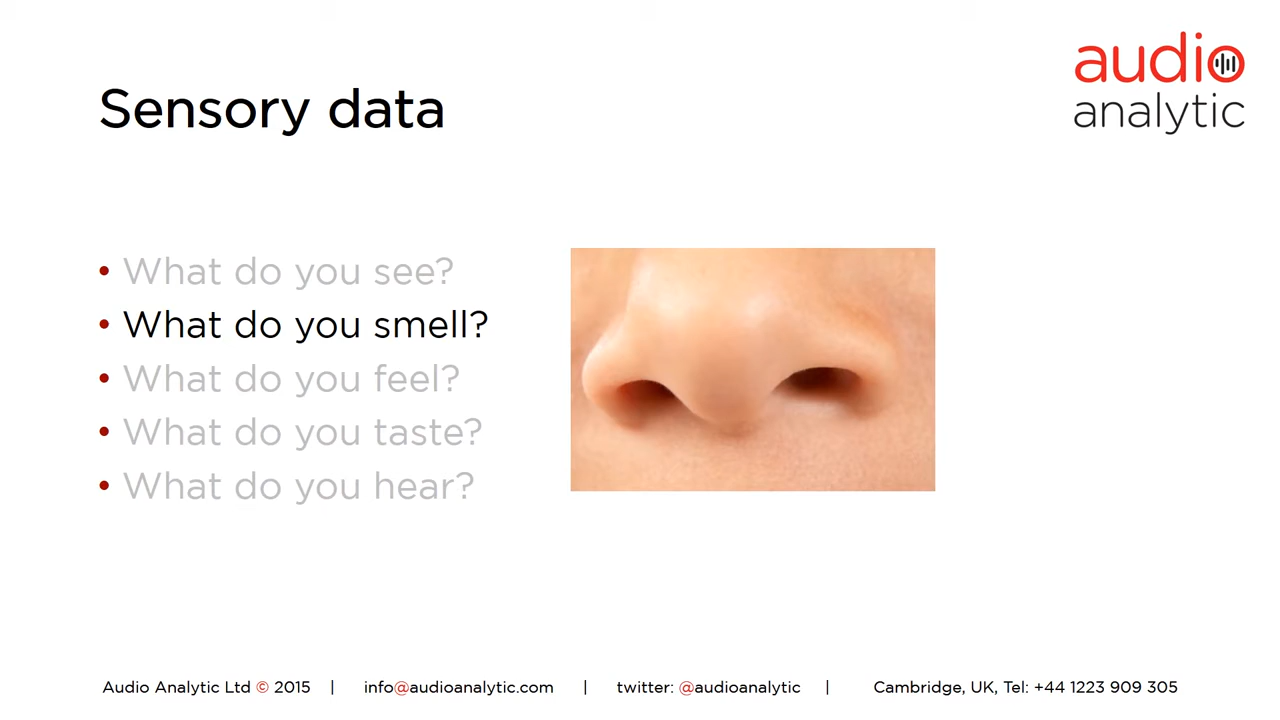 audio
analytic
Sensory data
• What do you see?
• What do you smell?
• What do you feel?
• What do you taste?
• What do you hear?
Audio Analytic Ltd © 2015 | info@audioanalytic.com | twitter: @audioanalytic | Cambridge, UK, Tel: +44 1223 909 305